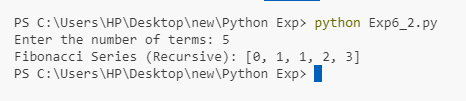 PS C:\Users\HP\Desktop\new\Python Exp> python Exp6_2.py
Enter the number of terms: 5
Fibonacci Series (Recursive): [0, 1, 1, 2, 3]
PS C:\Users\HP\Desktop\new\Python Exp>